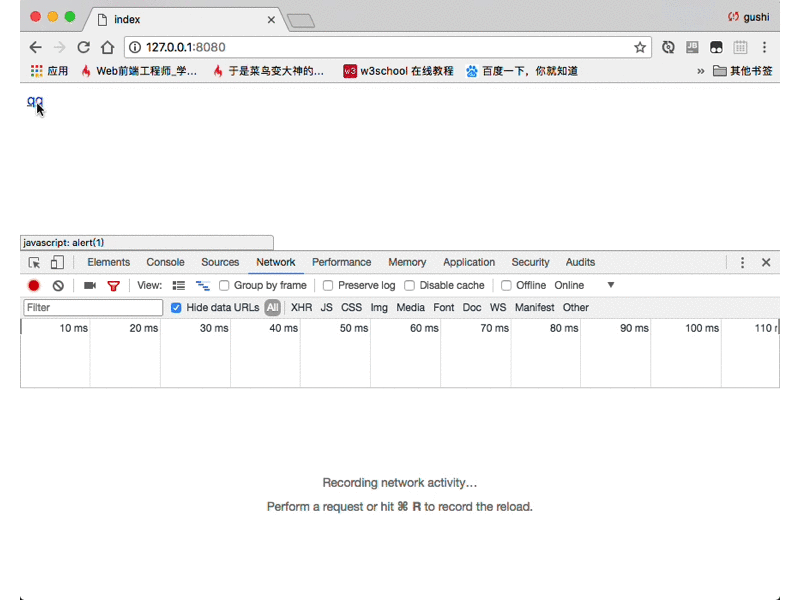 index
gushi
127.0.0.1:8080
应用 Web前端工程师_学... 于是菜鸟变大神的... w3 w3school 在线教程 百度一下，你就知道 » 其他书签
qq
javascript: alert(1)
Elements Console Sources Network Performance Memory Application Security Audits
View: Group by frame Preserve log Disable cache Offline Online
Filter Hide data URLs All XHR JS CSS Img Media Font Doc WS Manifest Other
10 ms 20 ms 30 ms 40 ms 50 ms 60 ms 70 ms 80 ms 90 ms 100 ms 110
Recording network activity…
Perform a request or hit ⌘ R to record the reload.